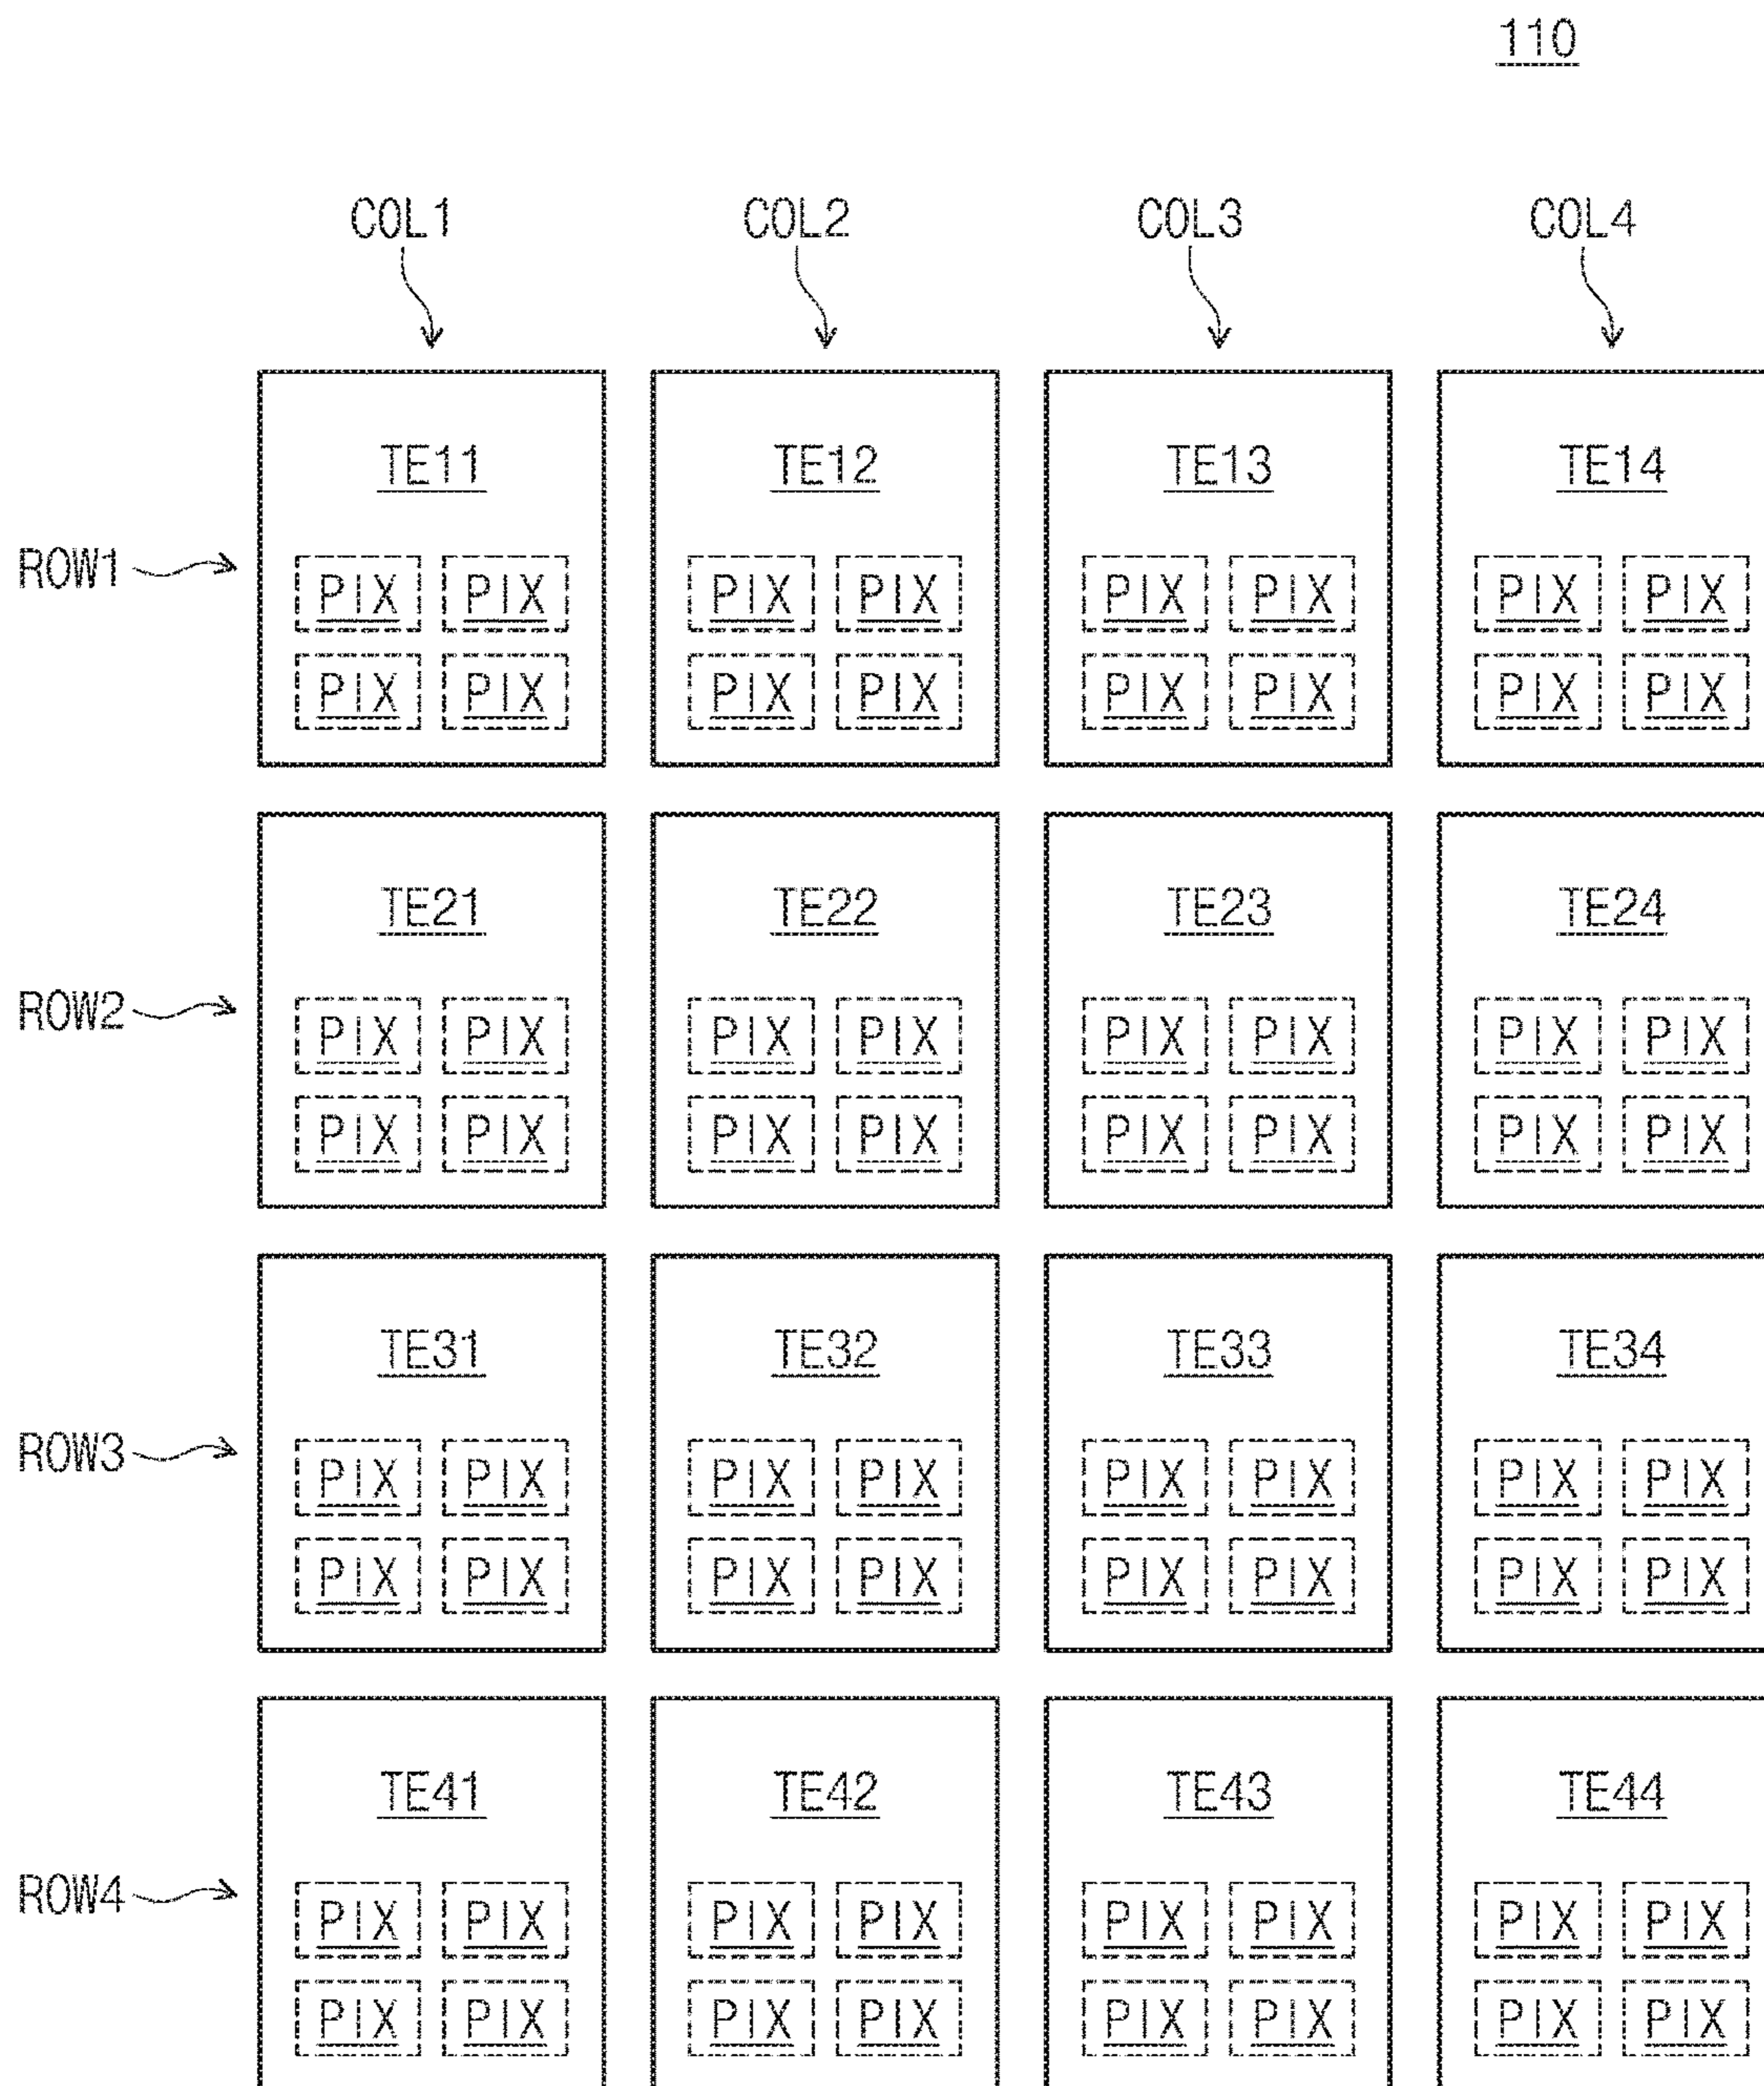 110
COL1 COL2 COL3 COL4
TE11 TE12 TE13 TE14
ROW1
PIX PIX PIX PIX PIX PIX PIX PIX
PIX PIX PIX PIX PIX PIX PIX PIX
TE21 TE22 TE23 TE24
ROW2
PIX PIX PIX PIX PIX PIX PIX PIX
PIX PIX PIX PIX PIX PIX PIX PIX
TE31 TE32 TE33 TE34
ROW3
PIX PIX PIX PIX PIX PIX PIX PIX
PIX PIX PIX PIX PIX PIX PIX PIX
TE41 TE42 TE43 TE44
ROW4
PIX PIX PIX PIX PIX PIX PIX PIX
PIX PIX PIX PIX PIX PIX PIX PIX